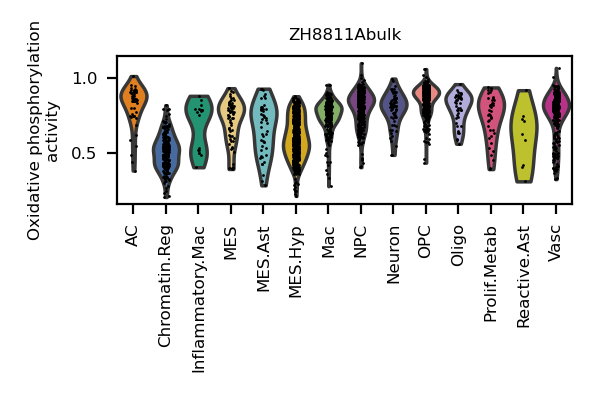 ZH8811Abulk
Oxidative phosphorylation
activity
1.0
0.5
AC
Chromatin.Reg
Inflammatory.Mac
MES
MES.Ast
MES.Hyp
Mac
NPC
Neuron
OPC
Oligo
Prolif.Metab
Reactive.Ast
Vasc